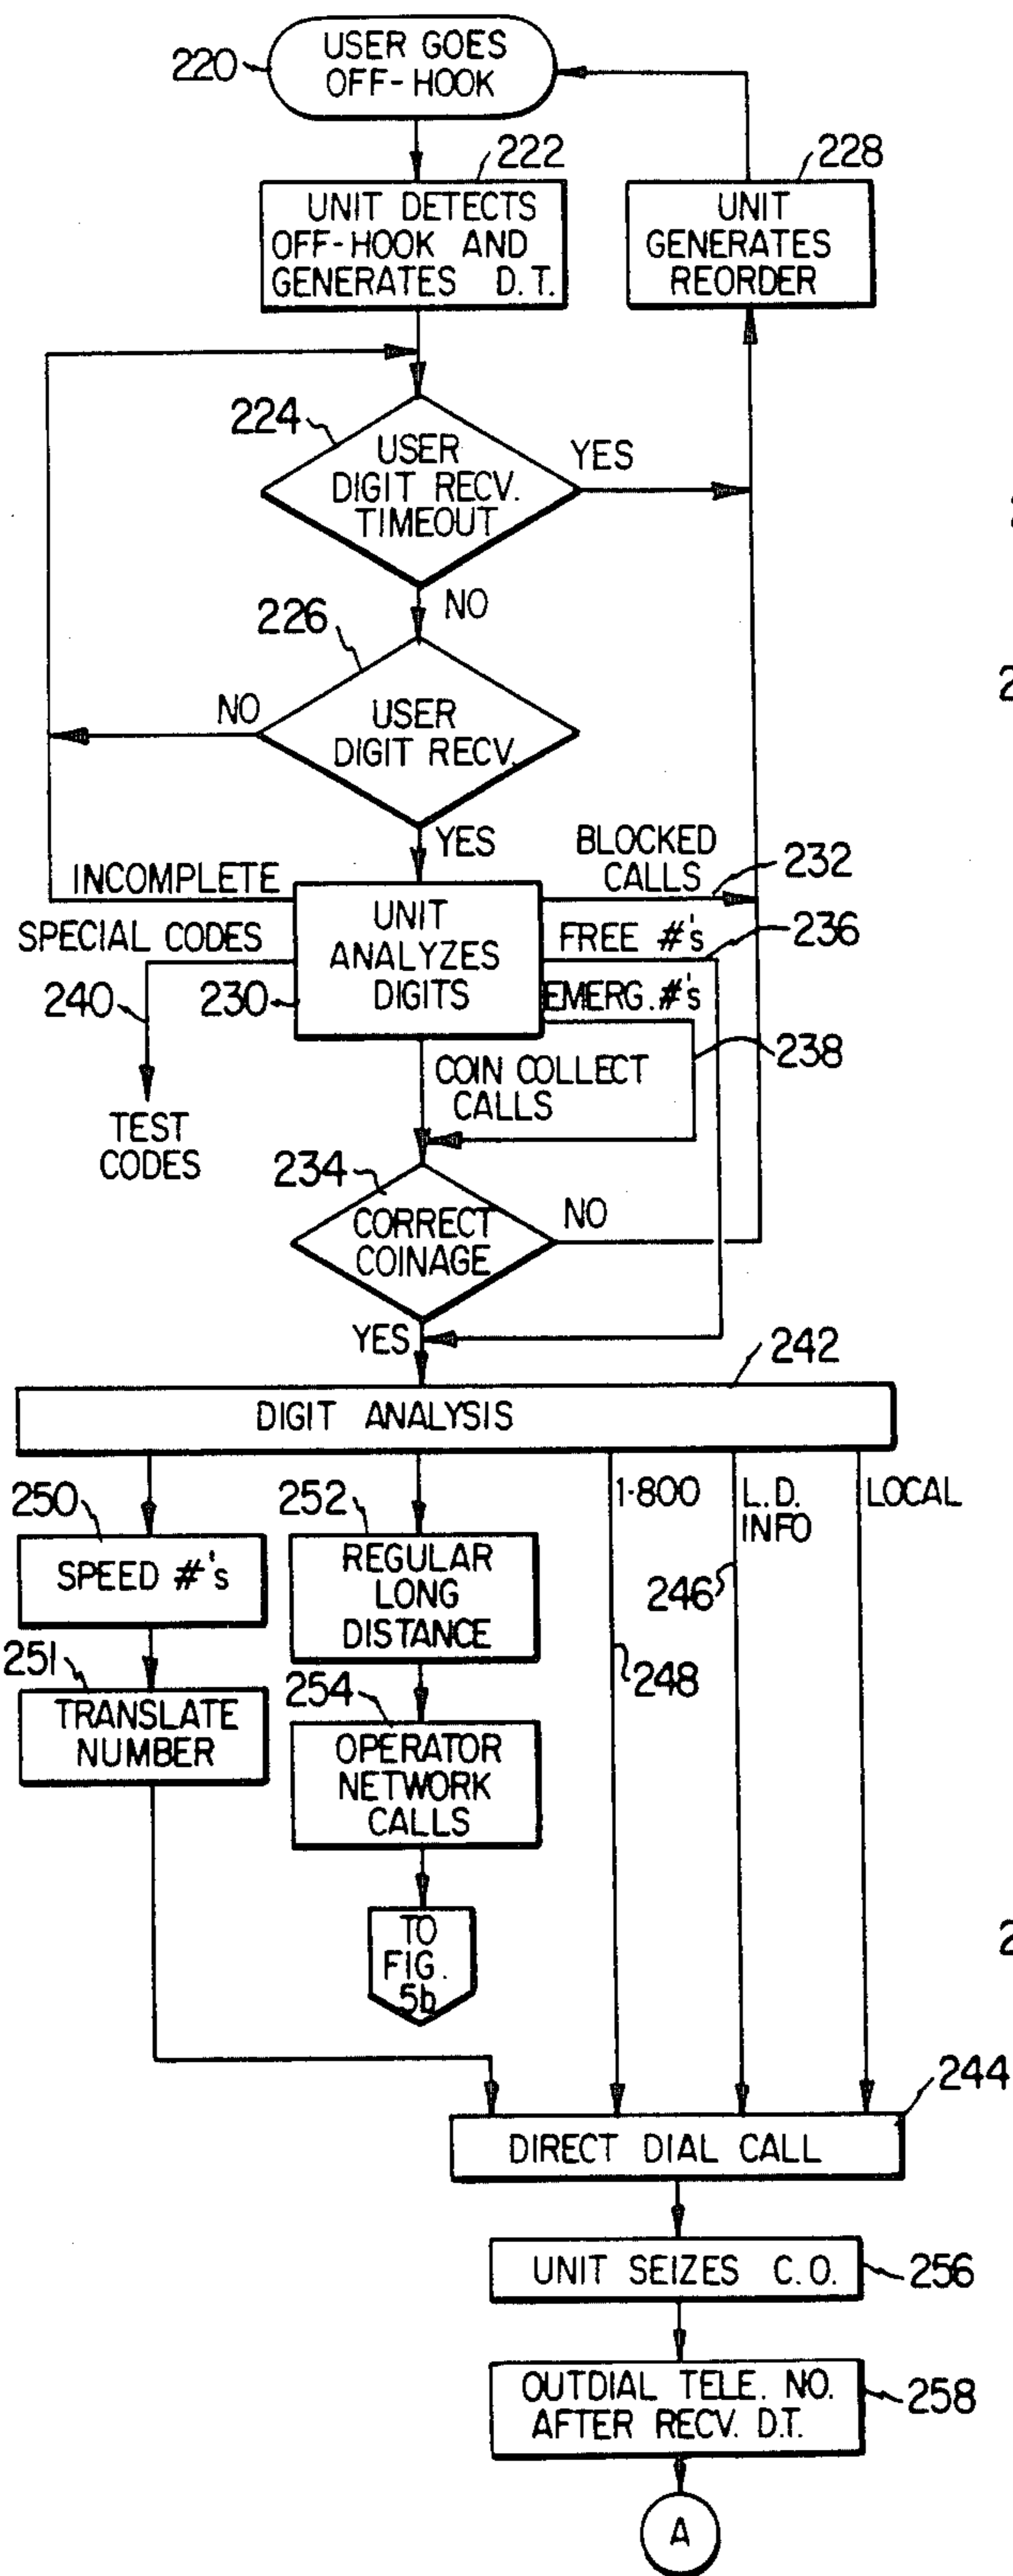 USER GOES
OFF-HOOK
220
222
228
UNIT DETECTS
OFF-HOOK AND
GENERATES D.T.
UNIT
GENERATES
REORDER
224
USER
DIGIT RECV.
TIMEOUT
YES
NO
226
USER
DIGIT RECV.
NO
YES
INCOMPLETE
BLOCKED
CALLS
232
SPECIAL CODES
UNIT
ANALYZES
DIGITS
FREE #'s
236
240
230
EMERG. #'s
238
COIN COLLECT
CALLS
TEST
CODES
234
CORRECT
COINAGE
NO
YES
242
DIGIT ANALYSIS
250
252
1-800
L.D.
INFO
LOCAL
SPEED #'s
REGULAR
LONG
DISTANCE
246
248
251
254
TRANSLATE
NUMBER
OPERATOR
NETWORK
CALLS
TO
FIG.
5b
244
DIRECT DIAL CALL
UNIT SEIZES C.O.
256
OUTDIAL TELE. NO.
AFTER RECV. D.T.
258
A